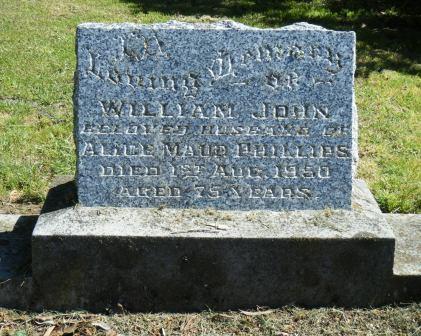 In
Loving Memory
OF
WILLIAM JOHN
BELOVED HUSBAND OF
ALICE MAUD PHILLIPS
DIED 1ST AUG. 1950
AGED 75 YEARS